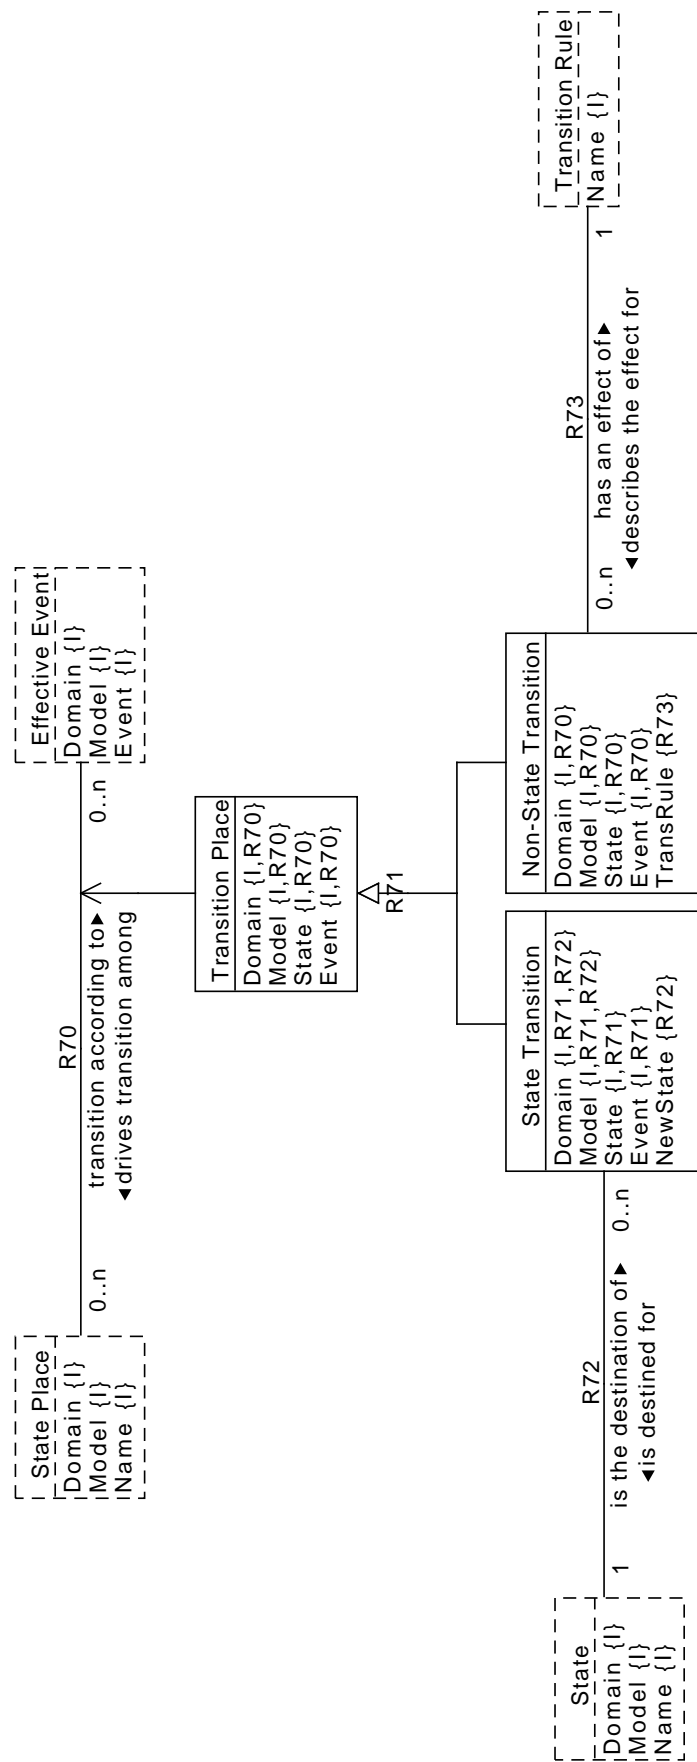 State Place
Domain {I}
Model {I}
Name {I}
R70
0..n
transition according to▶
◀drives transition among
0..n
Effective Event
Domain {I}
Model {I}
Event {I}
Transition Place
Domain {I,R70}
Model {I,R70}
State {I,R70}
Event {I,R70}
R71
State
Domain {I}
Model {I}
Name {I}
R72
1
is the destination of▶
◀is destined for
0..n
State Transition
Domain {I,R71,R72}
Model {I,R71,R72}
State {I,R71}
Event {I,R71}
NewState {R72}
Non-State Transition
Domain {I,R70}
Model {I,R70}
State {I,R70}
Event {I,R70}
TransRule {R73}
R73
0..n
has an effect of▶
◀describes the effect for
1
Transition Rule
Name {I}